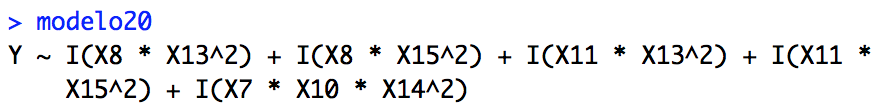 > modelo20
Y ~ I(X8 * X13^2) + I(X8 * X15^2) + I(X11 * X13^2) + I(X11 *
X15^2) + I(X7 * X10 * X14^2)